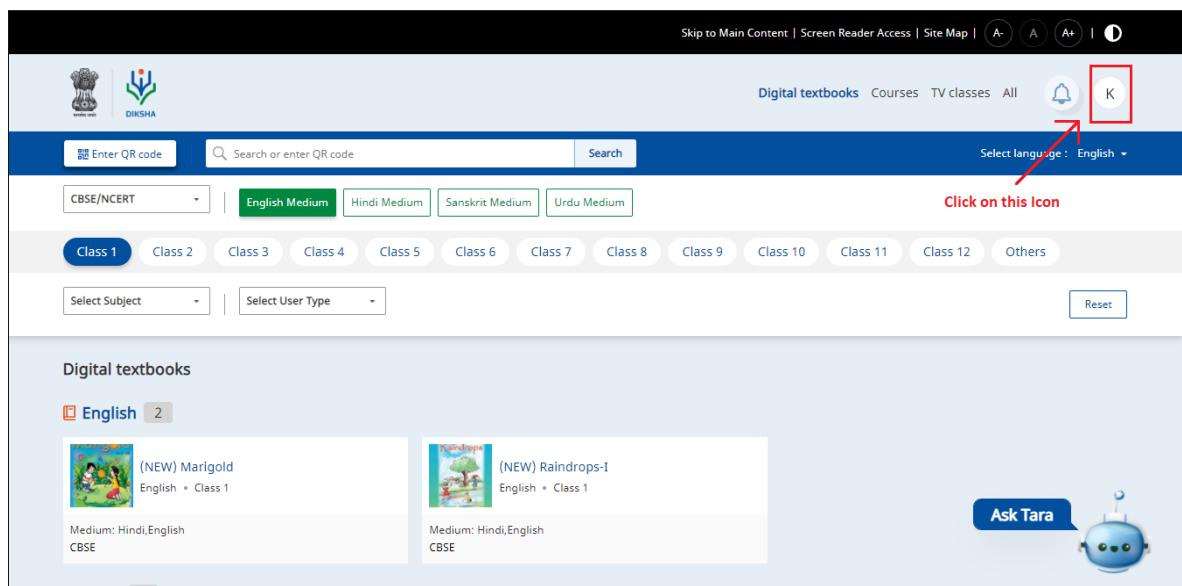 Skip to Main Content | Screen Reader Access | Site Map | A- A A+ |
DIKSHA
Digital textbooks Courses TV classes All K
Enter QR code Search or enter QR code Search Select language : English
CBSE/NCERT English Medium Hindi Medium Sanskrit Medium Urdu Medium Click on this Icon
Class 1 Class 2 Class 3 Class 4 Class 5 Class 6 Class 7 Class 8 Class 9 Class 10 Class 11 Class 12 Others
Select Subject Select User Type Reset
Digital textbooks
English 2
(NEW) Marigold
English Class 1
Medium: Hindi,English
CBSE
Raindrops
(NEW) Raindrops-I
English Class 1
Medium: Hindi,English
CBSE
Ask Tara